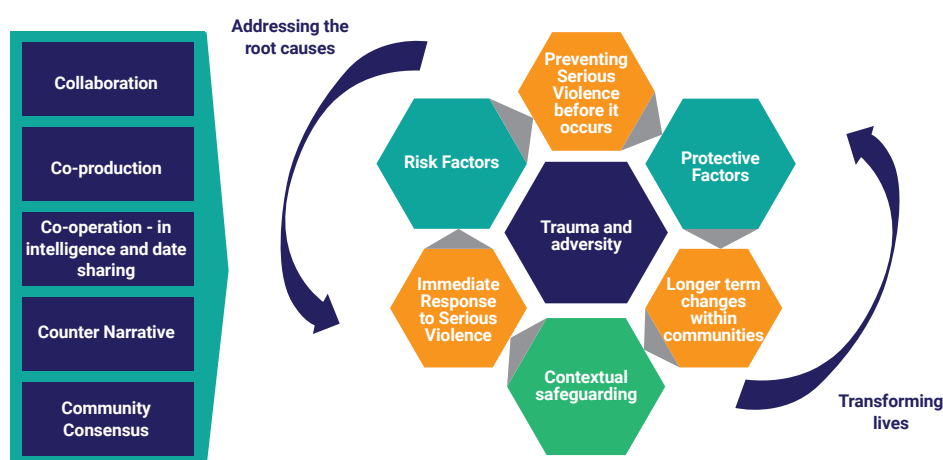 Collaboration
Co-production
Co-operation - in
intelligence and date
sharing
Counter Narrative
Community
Consensus
Addressing the
root causes
Preventing
Serious
Violence
before it
occurs
Risk Factors
Protective
Factors
Trauma and
adversity
Immediate
Response
to Serious
Violence
Longer term
changes
within
communities
Contextual
safeguarding
Transforming
lives